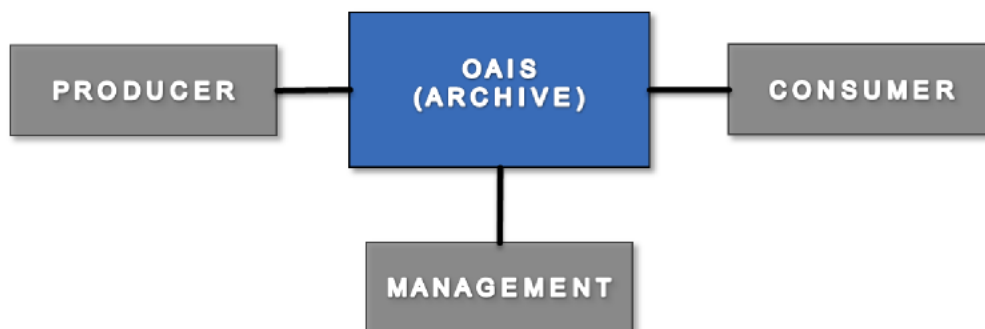 PRODUCER
OAIS
(ARCHIVE)
CONSUMER
MANAGEMENT